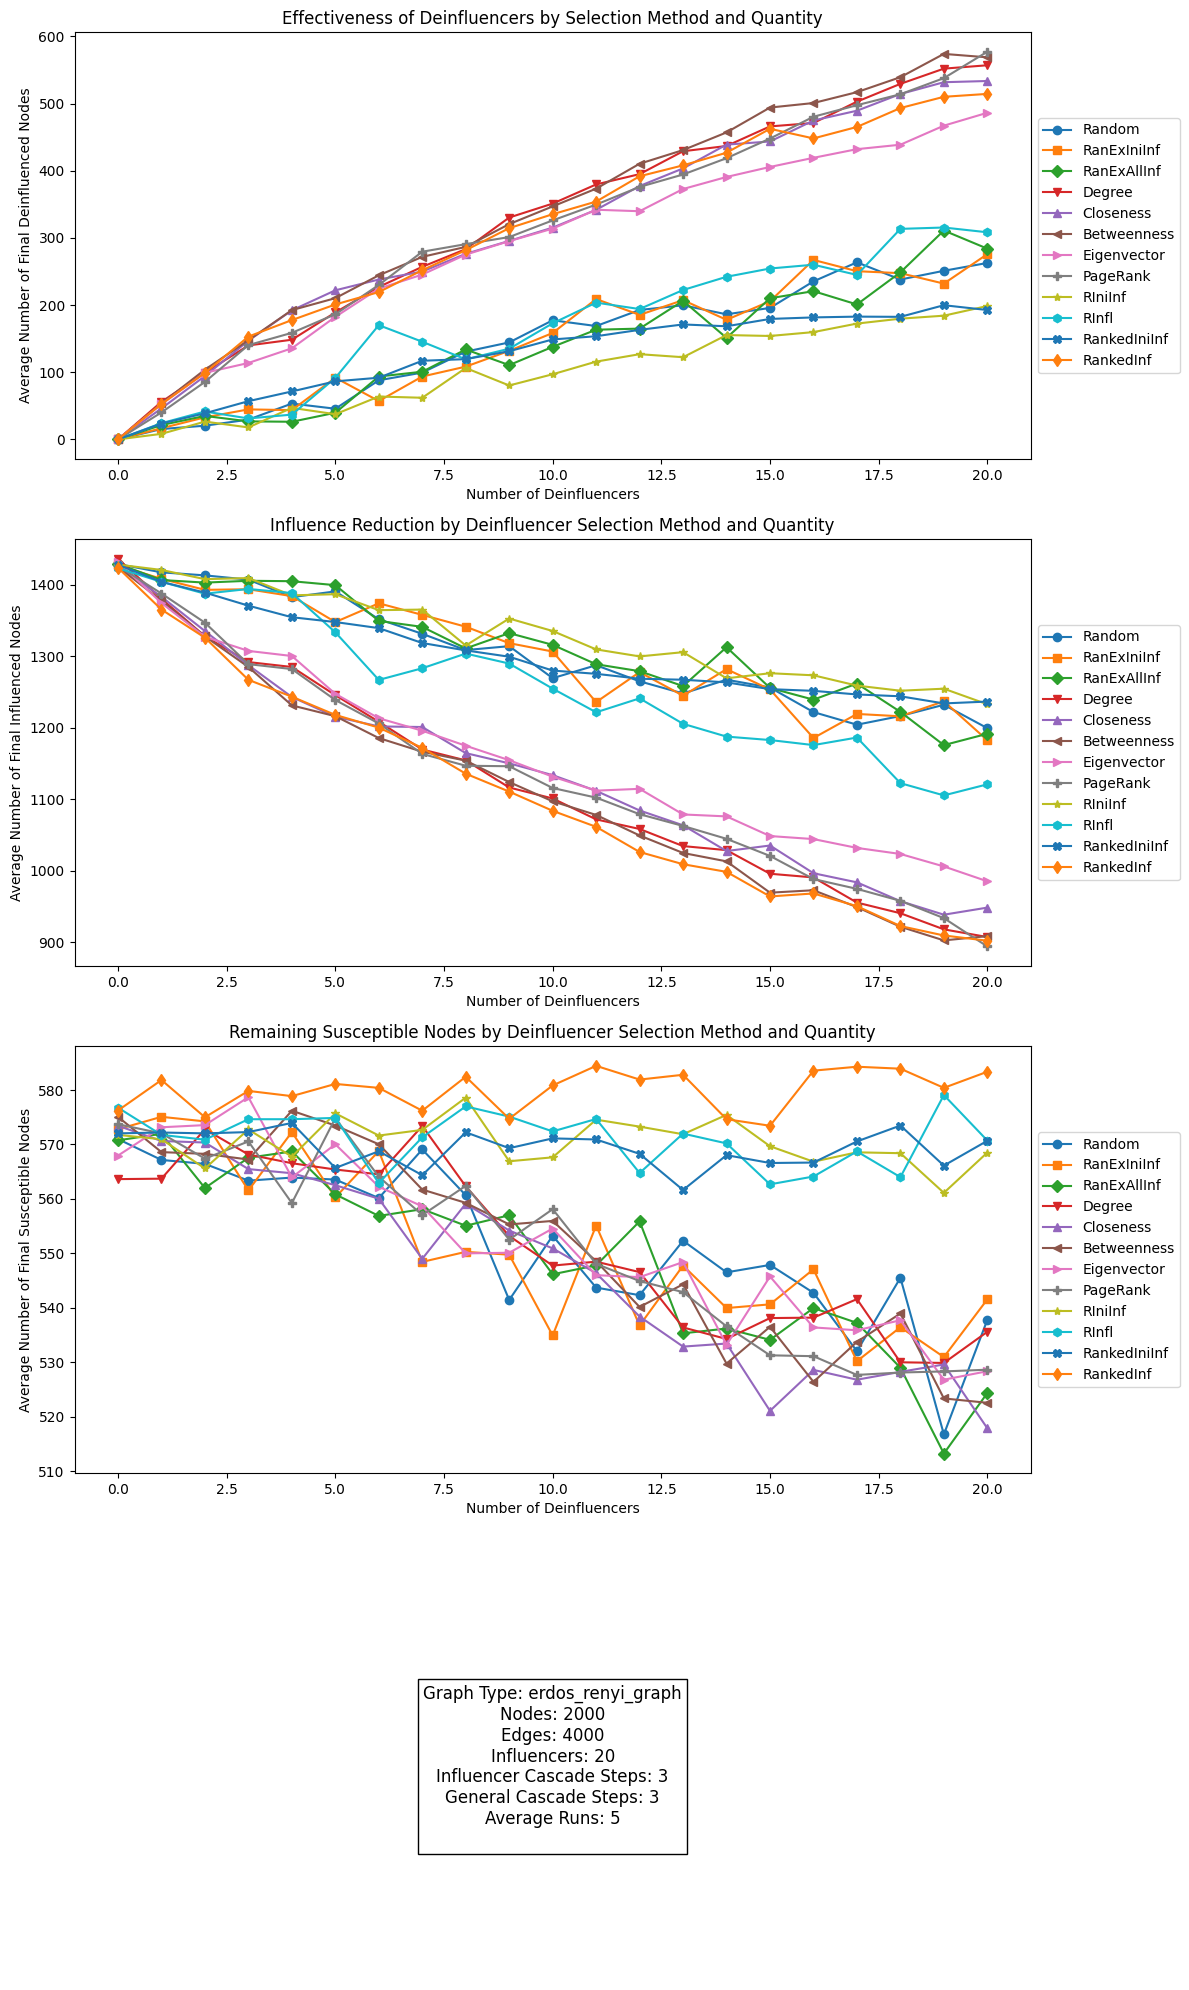 Effectiveness of Deinfluencers by Selection Method and Quantity
Average Number of Final Deinfluenced Nodes
600
500
400
300
200
100
0
0.0 2.5 5.0 7.5 10.0 12.5 15.0 17.5 20.0
Number of Deinfluencers
Random
RanExIniInf
RanExAllInf
Degree
Closeness
Betweenness
Eigenvector
PageRank
RIniInf
RInfl
RankedIniInf
RankedInf
Influence Reduction by Deinfluencer Selection Method and Quantity
Average Number of Final Influenced Nodes
1400
1300
1200
1100
1000
900
0.0 2.5 5.0 7.5 10.0 12.5 15.0 17.5 20.0
Number of Deinfluencers
Random
RanExIniInf
RanExAllInf
Degree
Closeness
Betweenness
Eigenvector
PageRank
RIniInf
RInfl
RankedIniInf
RankedInf
Remaining Susceptible Nodes by Deinfluencer Selection Method and Quantity
Average Number of Final Susceptible Nodes
580
570
560
550
540
530
520
510
0.0 2.5 5.0 7.5 10.0 12.5 15.0 17.5 20.0
Number of Deinfluencers
Random
RanExIniInf
RanExAllInf
Degree
Closeness
Betweenness
Eigenvector
PageRank
RIniInf
RInfl
RankedIniInf
RankedInf
Graph Type: erdos_renyi_graph
Nodes: 2000
Edges: 4000
Influencers: 20
Influencer Cascade Steps: 3
General Cascade Steps: 3
Average Runs: 5